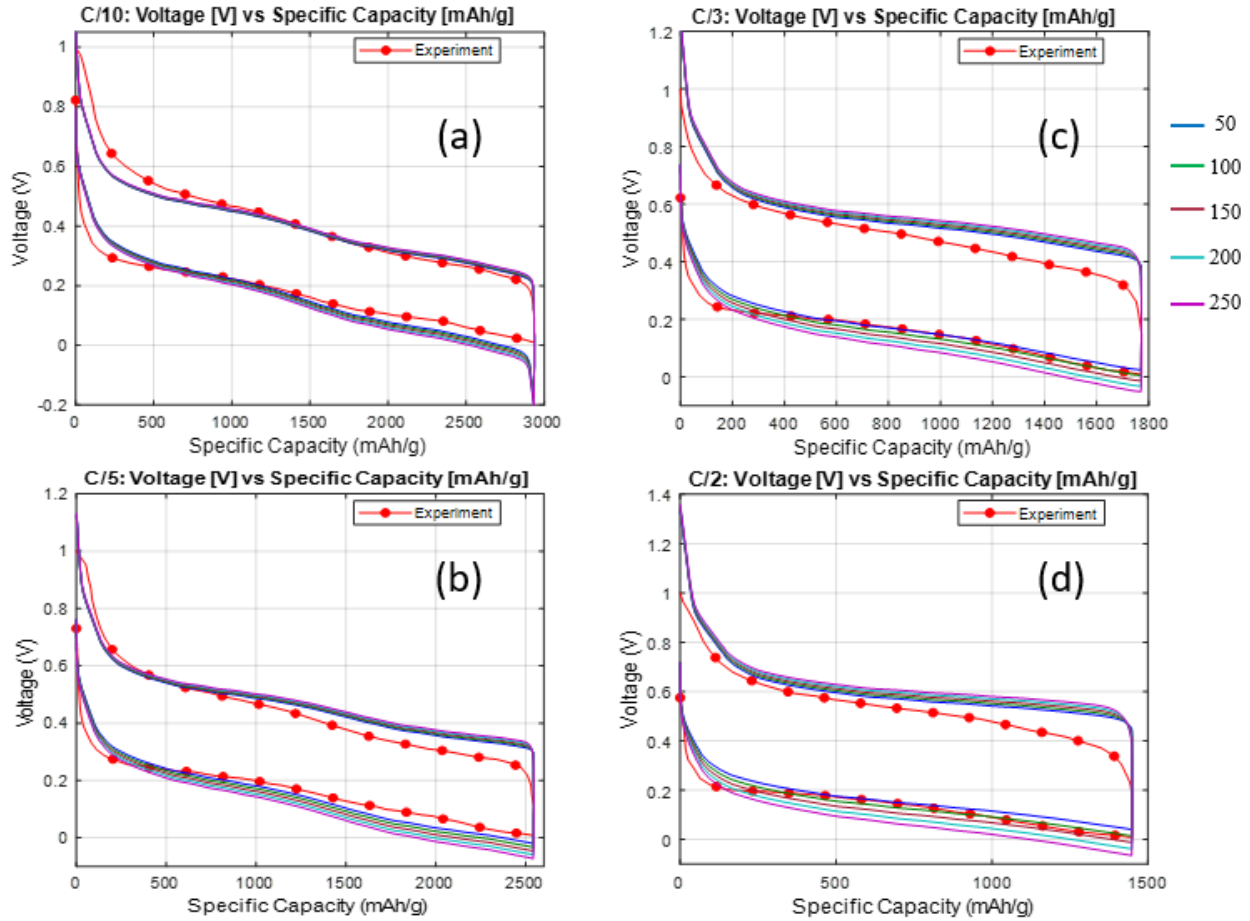 C/10: Voltage [V] vs Specific Capacity [mAh/g]
Experiment
(a)
Voltage (V)
1
0.8
0.6
0.4
0.2
0
-0.2
0 500 1000 1500 2000 2500 3000
Specific Capacity (mAh/g)
C/3: Voltage [V] vs Specific Capacity [mAh/g]
Experiment
(c)
Voltage (V)
1.2
1
0.8
0.6
0.4
0.2
0
0 200 400 600 800 1000 1200 1400 1600 1800
Specific Capacity (mAh/g)
50
100
150
200
250
C/5: Voltage [V] vs Specific Capacity [mAh/g]
Experiment
(b)
Voltage (V)
1.2
1
0.8
0.6
0.4
0.2
0
0 500 1000 1500 2000 2500
Specific Capacity (mAh/g)
C/2: Voltage [V] vs Specific Capacity [mAh/g]
Experiment
(d)
Voltage (V)
1.4
1.2
1
0.8
0.6
0.4
0.2
0
0 500 1000 1500
Specific Capacity (mAh/g)